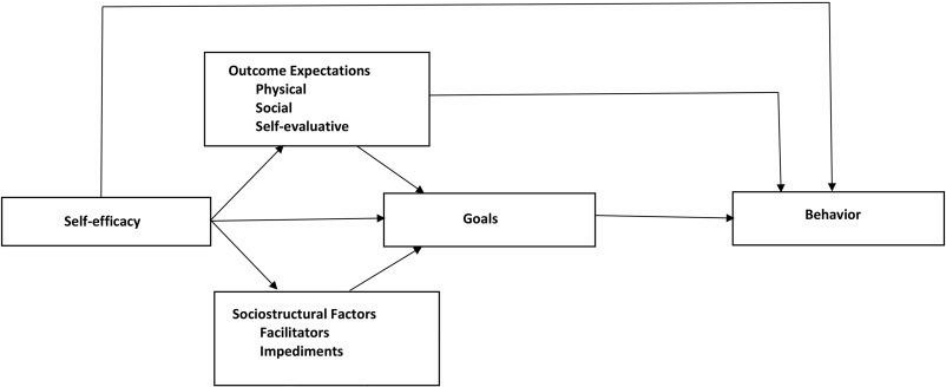 Outcome Expectations
Physical
Social
Self-evaluative
Self-efficacy
Goals
Behavior
Sociostructural Factors
Facilitators
Impediments